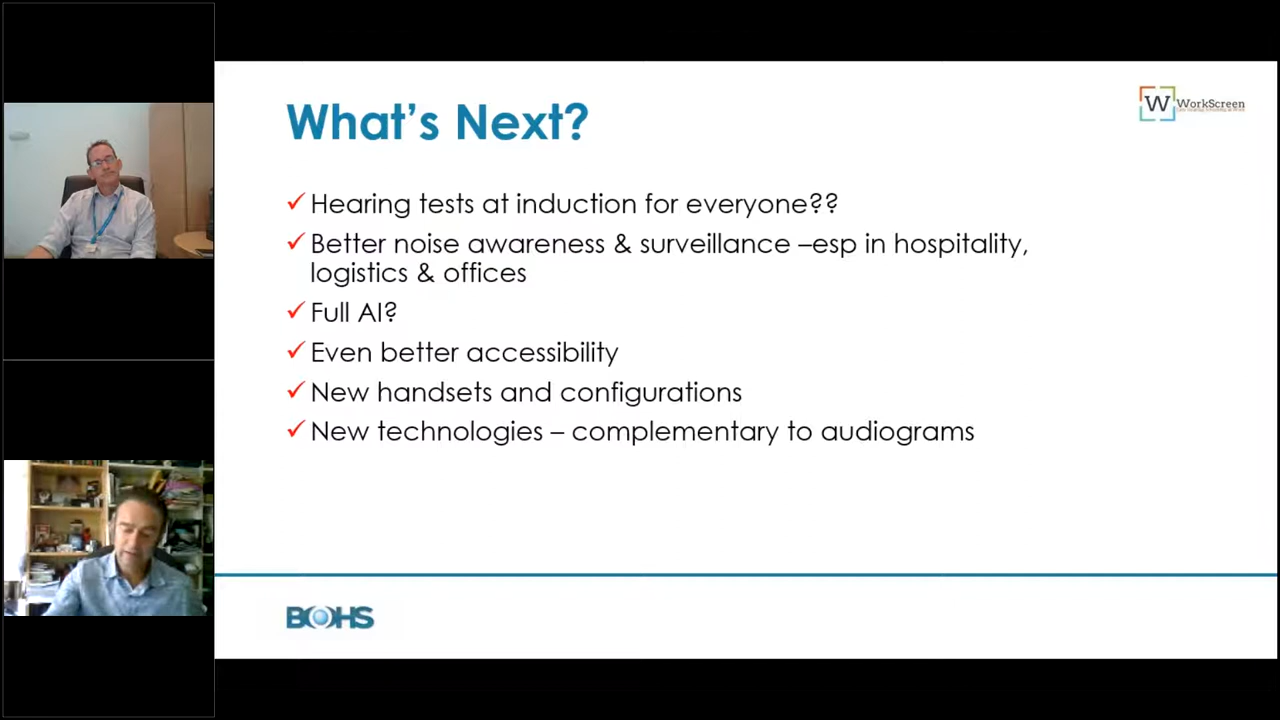 What's Next?
W WorkScreen
✓ Hearing tests at induction for everyone??
✓ Better noise awareness & surveillance –esp in hospitality,
logistics & offices
✓ Full AI?
✓ Even better accessibility
✓ New handsets and configurations
✓ New technologies – complementary to audiograms
BOHS